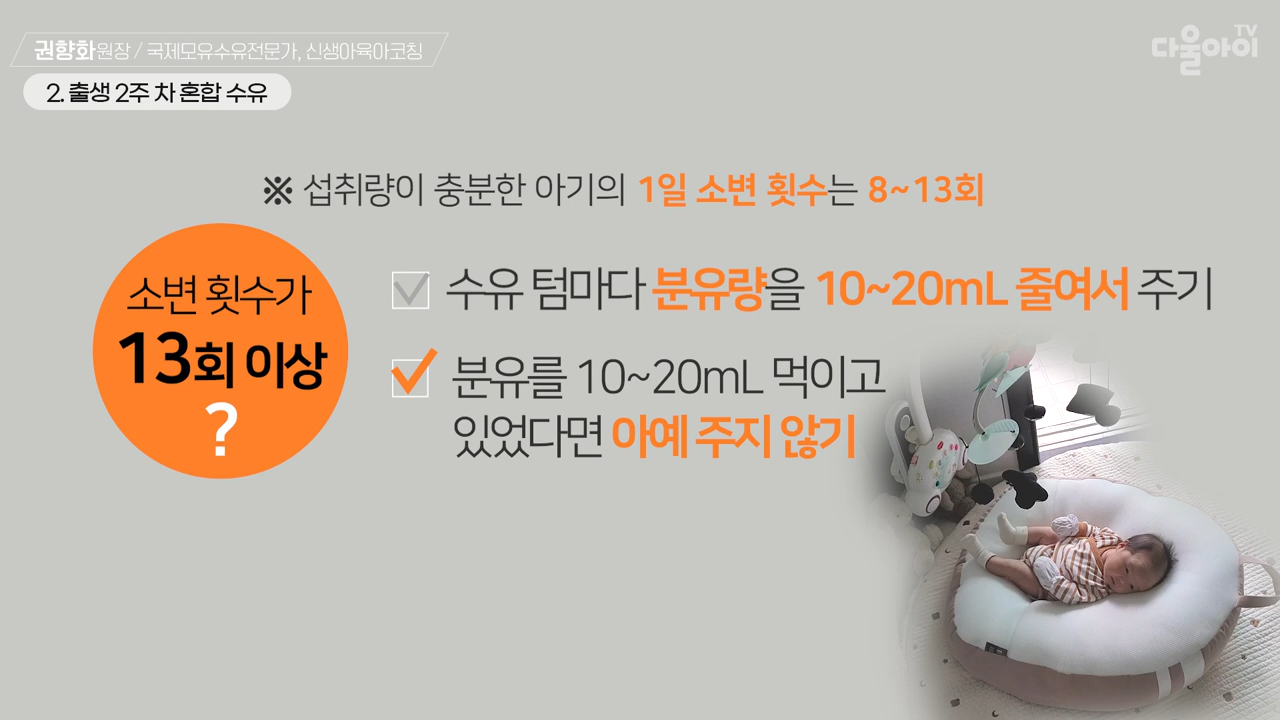 권향화원장 / 국제모유수유전문가, 신생아육아코칭
다울아이 TV
2. 출생 2주 차 혼합 수유
※ 섭취량이 충분한 아기의 1일 소변 횟수는 8~13회
소변 횟수가
13회 이상
?
수유 텀마다 분유량을 10~20mL 줄여서 주기
분유를 10~20mL 먹이고
있었다면 아예 주지 않기